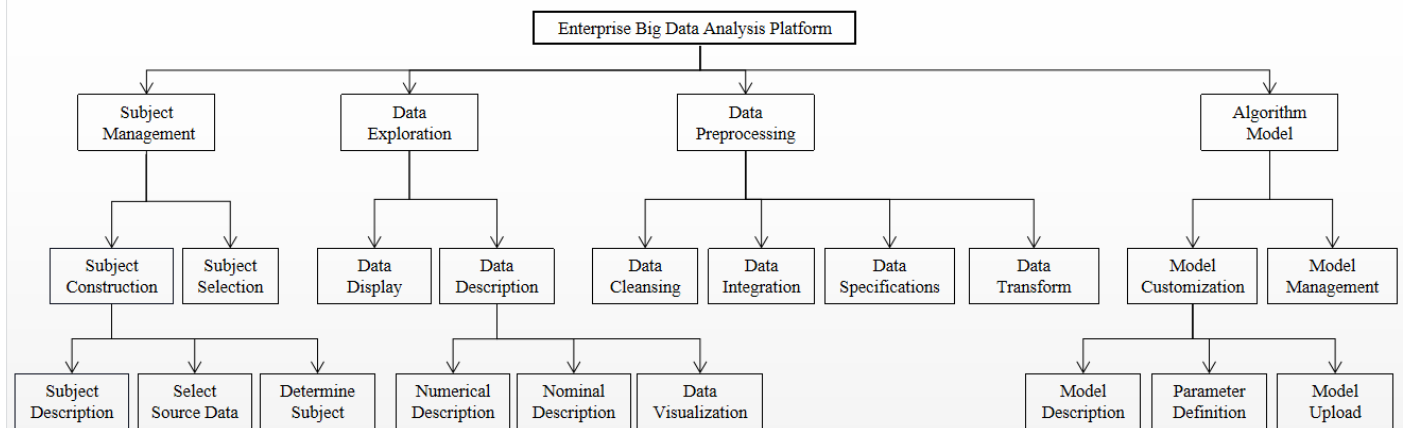 Enterprise Big Data Analysis Platform
Subject
Management
Data
Exploration
Data
Preprocessing
Algorithm
Model
Subject
Construction
Subject
Selection
Data
Display
Data
Description
Data
Cleansing
Data
Integration
Data
Specifications
Data
Transform
Model
Customization
Model
Management
Subject
Description
Select
Source Data
Determine
Subject
Numerical
Description
Nominal
Description
Data
Visualization
Model
Description
Parameter
Definition
Model
Upload